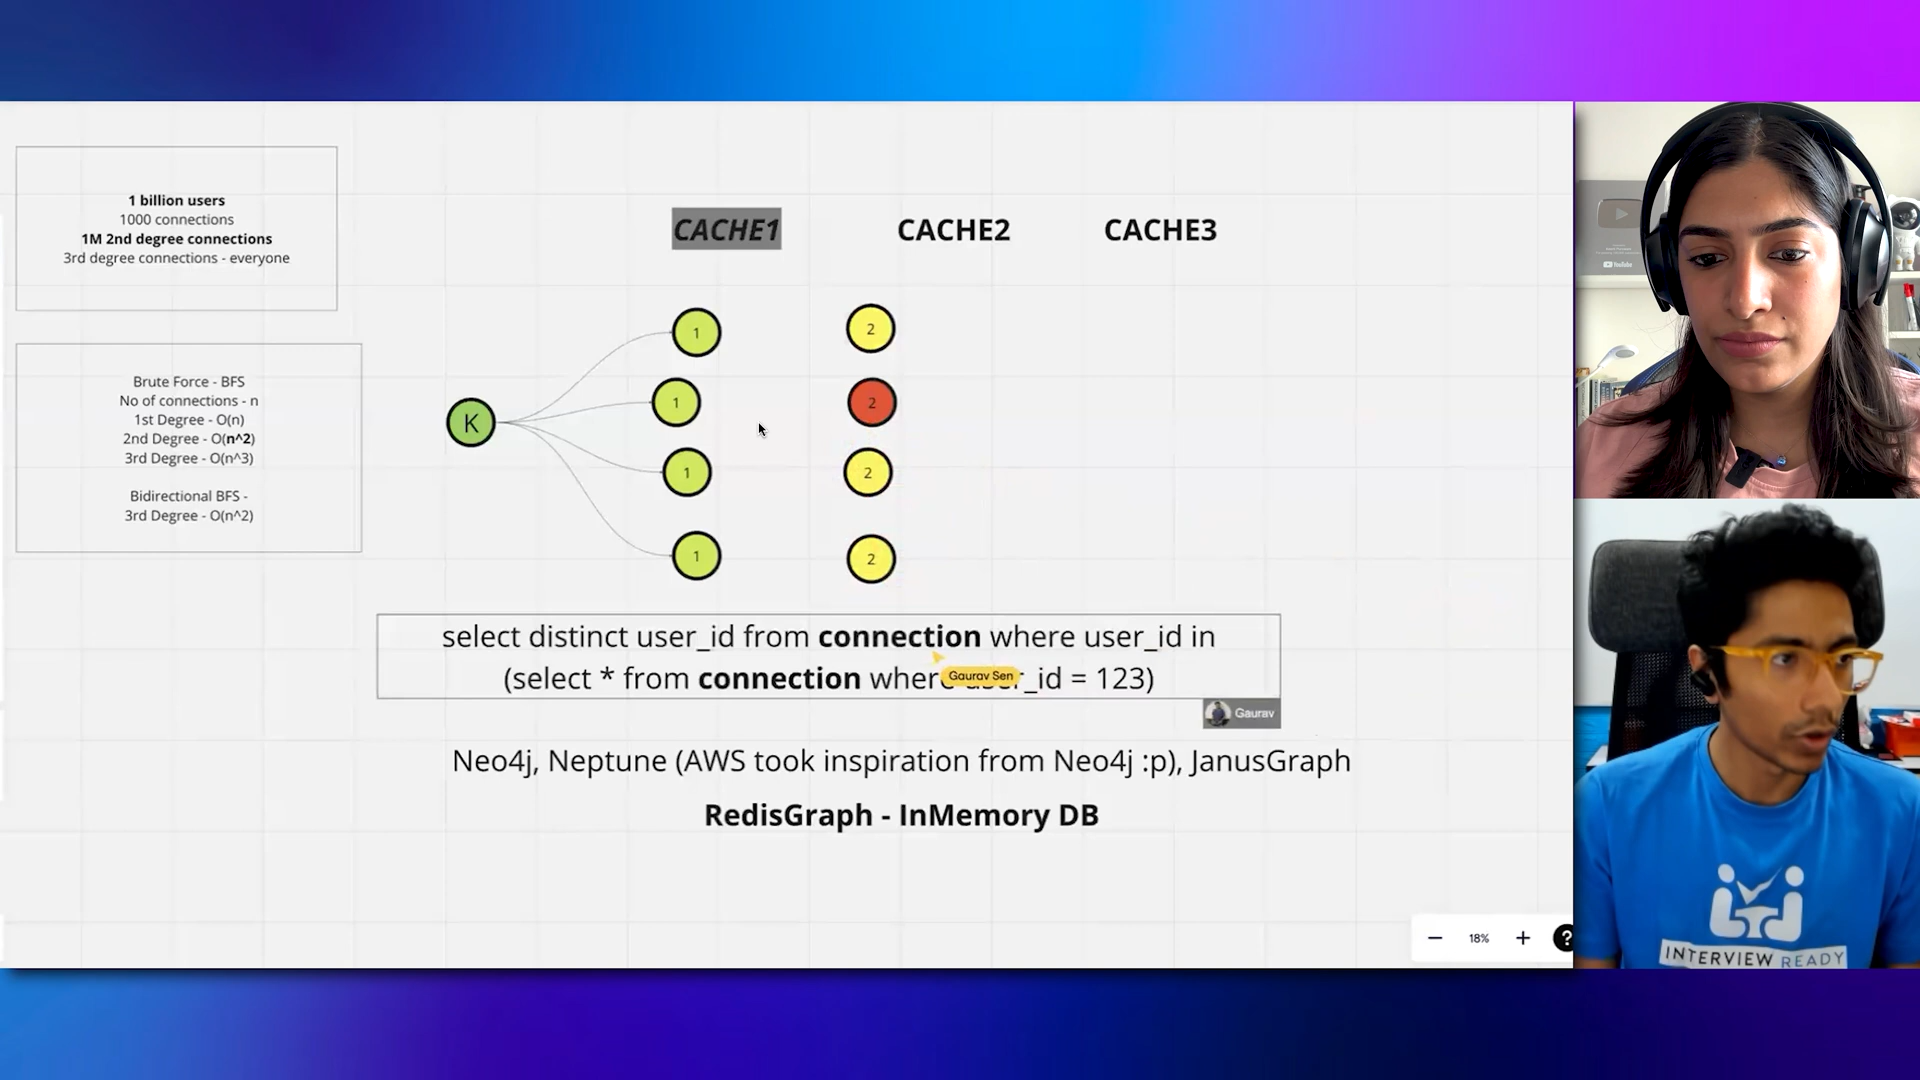 1 billion users
1000 connections
1M 2nd degree connections
3rd degree connections - everyone
Brute Force - BFS
No of connections - n
1st Degree - O(n)
2nd Degree - O(n^2)
3rd Degree - O(n^3)
Bidirectional BFS -
3rd Degree - O(n^2)
CACHE1 CACHE2 CACHE3
1 2
1 2
K
1 2
1 2
select distinct user_id from connection where user_id in
(select * from connection where user_id = 123)
Gaurav Sen
Gaurav
Neo4j, Neptune (AWS took inspiration from Neo4j :p), JanusGraph
RedisGraph - InMemory DB
18%
?
YouTube
INTERVIEW READY